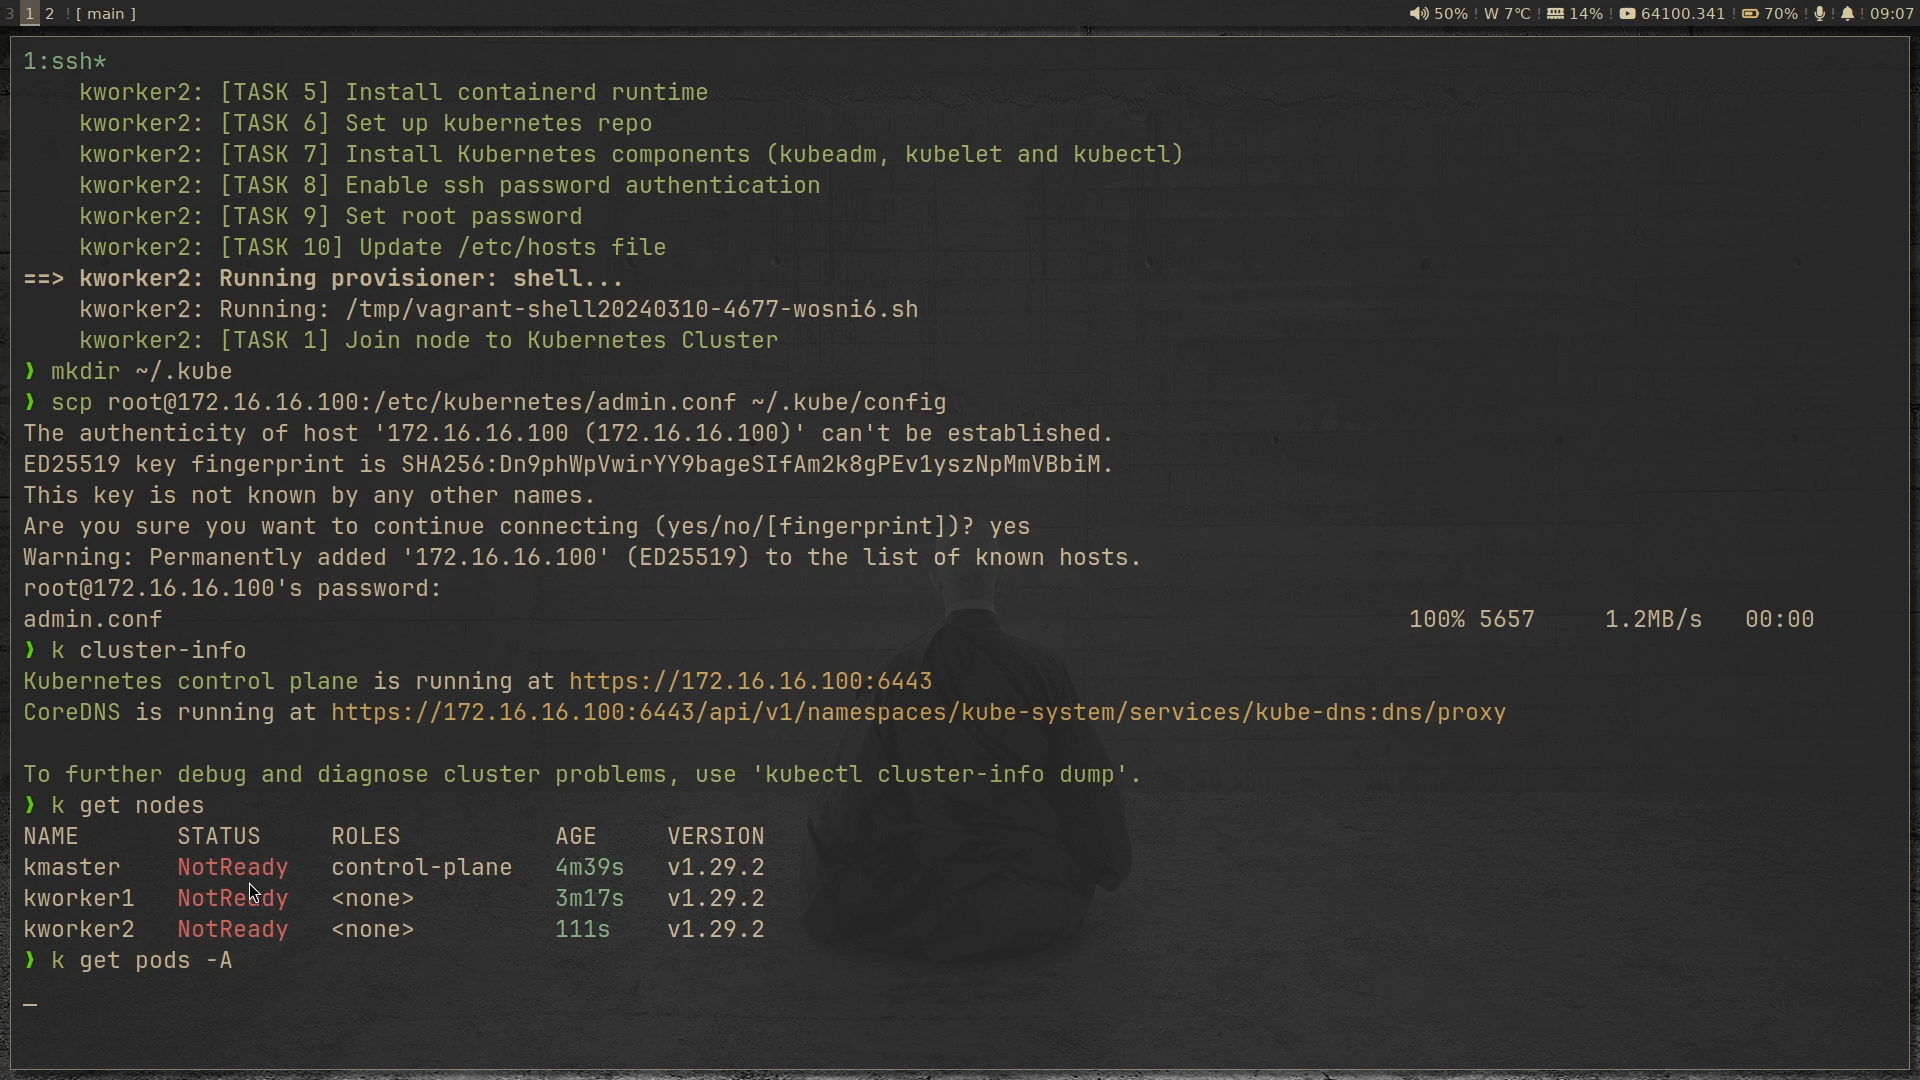 3 1 2 ! [ main ] 50% ! W 7℃ ! 14% ! 64100.341 ! 70% ! ! ! 09:07
1:ssh*
kworker2: [TASK 5] Install containerd runtime
kworker2: [TASK 6] Set up kubernetes repo
kworker2: [TASK 7] Install Kubernetes components (kubeadm, kubelet and kubectl)
kworker2: [TASK 8] Enable ssh password authentication
kworker2: [TASK 9] Set root password
kworker2: [TASK 10] Update /etc/hosts file
==> kworker2: Running provisioner: shell...
kworker2: Running: /tmp/vagrant-shell20240310-4677-wosni6.sh
kworker2: [TASK 1] Join node to Kubernetes Cluster
❱ mkdir ~/.kube
❱ scp root@172.16.16.100:/etc/kubernetes/admin.conf ~/.kube/config
The authenticity of host '172.16.16.100 (172.16.16.100)' can't be established.
ED25519 key fingerprint is SHA256:Dn9phWpVwirYY9bageSIfAm2k8gPEv1yszNpMmVBbiM.
This key is not known by any other names.
Are you sure you want to continue connecting (yes/no/[fingerprint])? yes
Warning: Permanently added '172.16.16.100' (ED25519) to the list of known hosts.
root@172.16.16.100's password:
admin.conf 100% 5657 1.2MB/s 00:00
❱ k cluster-info
Kubernetes control plane is running at https://172.16.16.100:6443
CoreDNS is running at https://172.16.16.100:6443/api/v1/namespaces/kube-system/services/kube-dns:dns/proxy
To further debug and diagnose cluster problems, use 'kubectl cluster-info dump'.
❱ k get nodes
NAME STATUS ROLES AGE VERSION
kmaster NotReady control-plane 4m39s v1.29.2
kworker1 NotReady <none> 3m17s v1.29.2
kworker2 NotReady <none> 111s v1.29.2
❱ k get pods -A